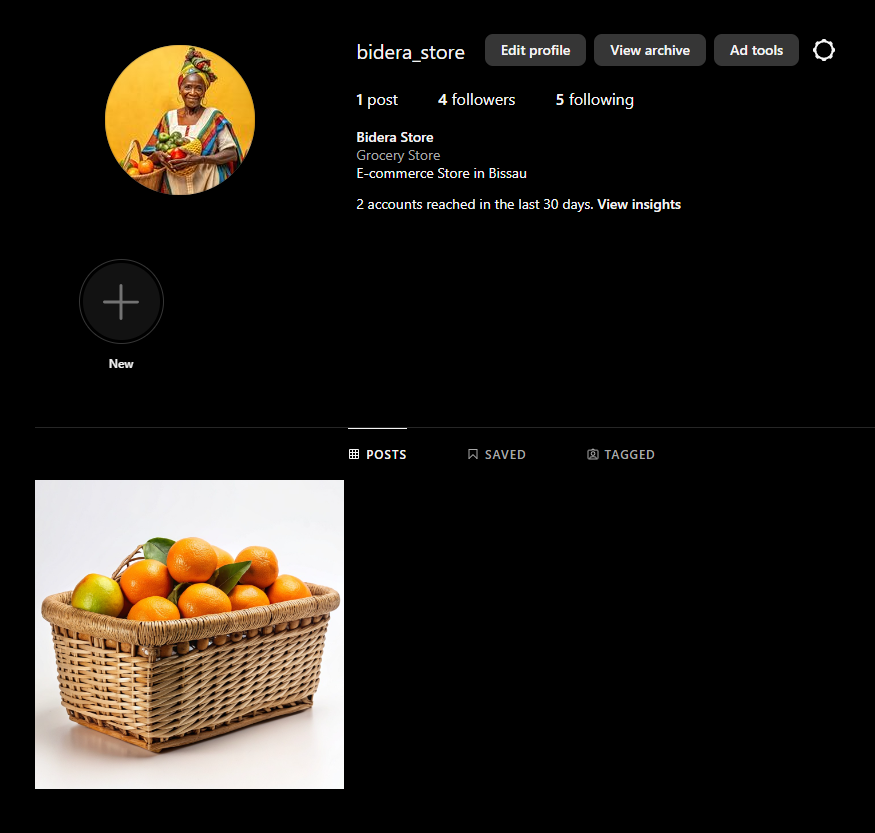 bidera_store Edit profile View archive Ad tools
1 post 4 followers 5 following
Bidera Store
Grocery Store
E-commerce Store in Bissau
2 accounts reached in the last 30 days. View insights
New
POSTS SAVED TAGGED